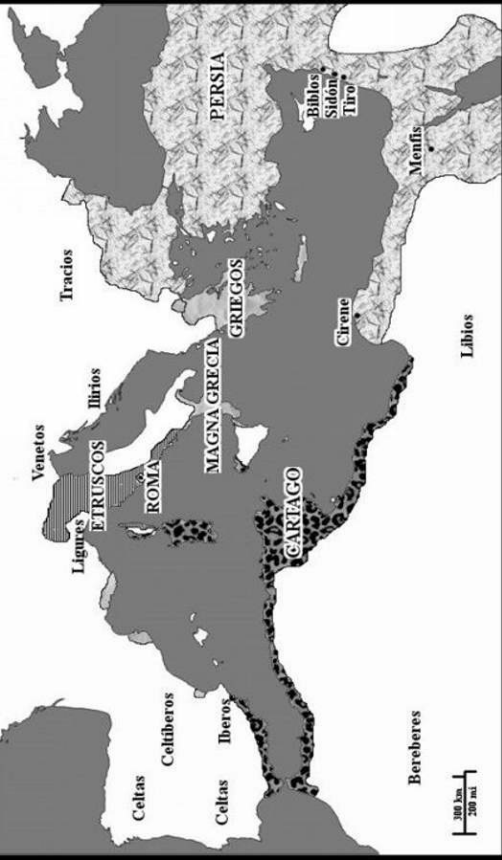 Tracios
Venetos
Ilirios
Ligures
ETRUSCOS
ROMA
MAGNA GRECIA
GRIEGOS
PERSIA
Biblos
Sidón
Tiro
Menfis
Cirene
Libios
CARTAGO
Celtas
Celtiberos
Iberos
Celtas
Bereberes
300 km
200 mi